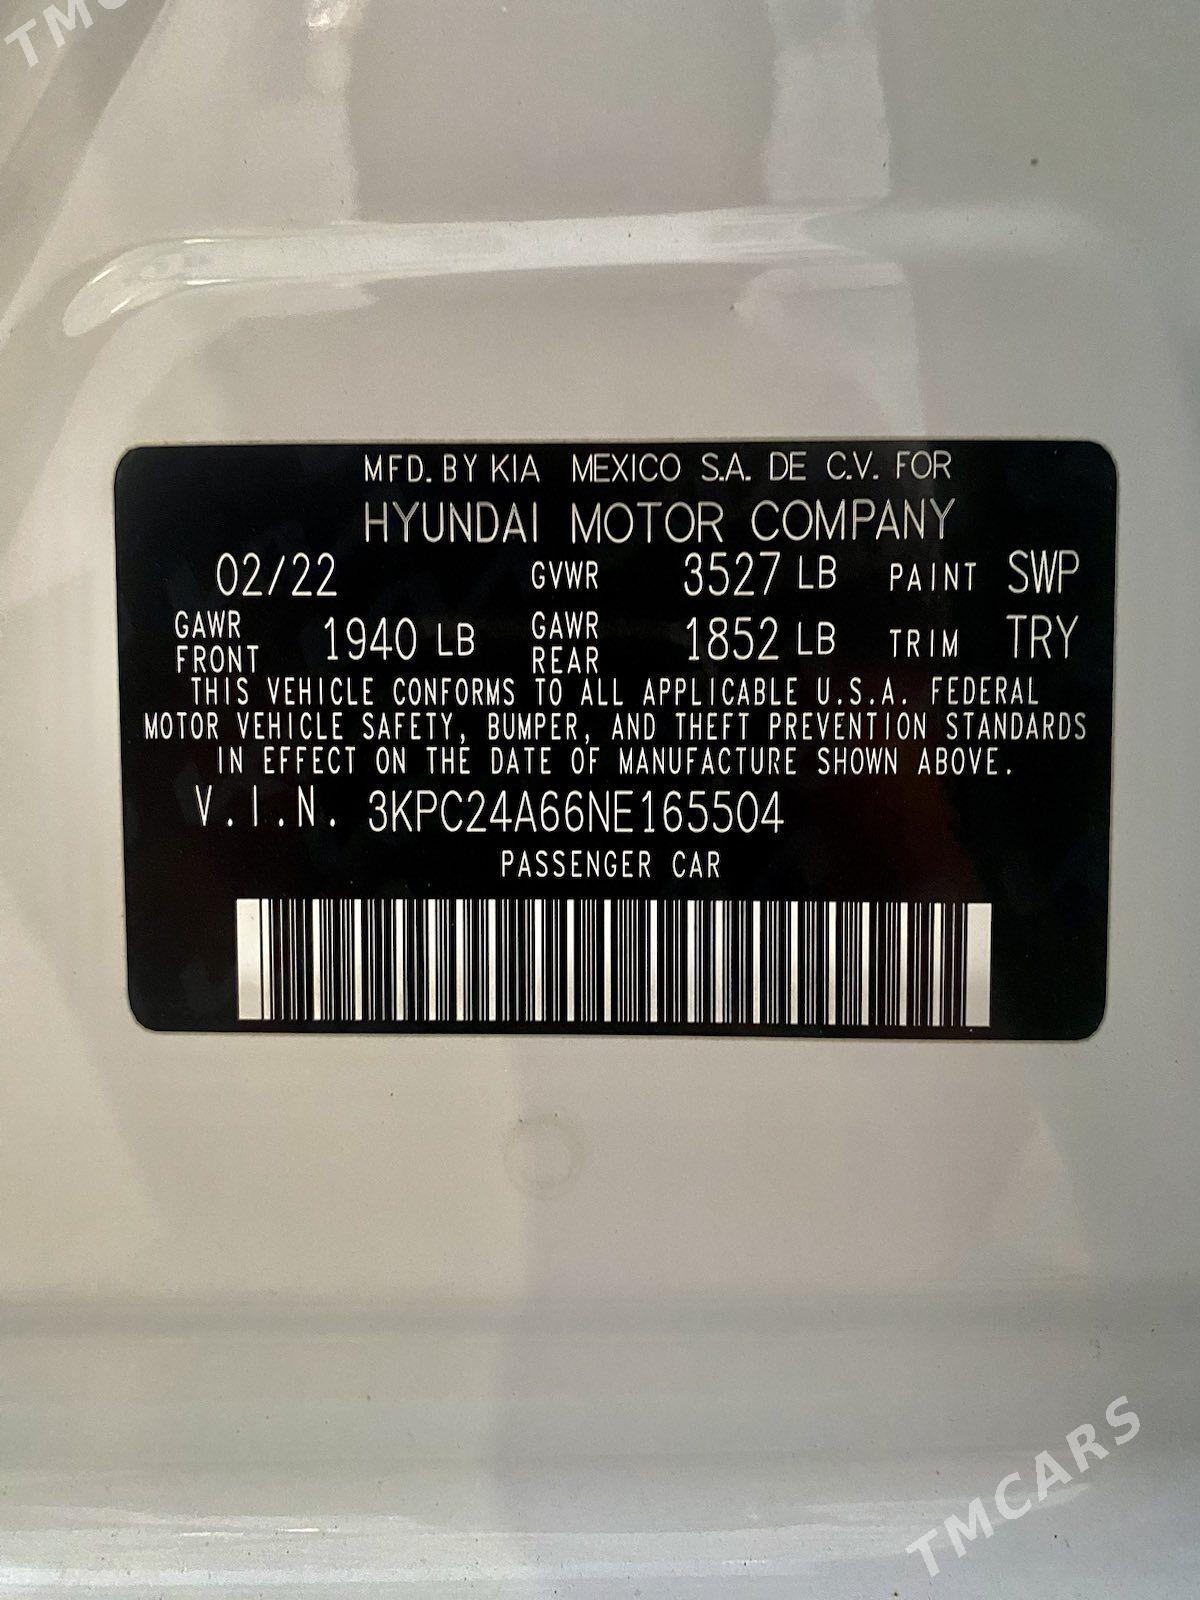 TMC
MFD. BY KIA MEXICO S.A. DE C.V. FOR
HYUNDAI MOTOR COMPANY
02/22 GVWR 3527 LB PAINT SWP
GAWR FRONT 1940 LB GAWR REAR 1852 LB TRIM TRY
THIS VEHICLE CONFORMS TO ALL APPLICABLE U.S.A. FEDERAL
MOTOR VEHICLE SAFETY, BUMPER, AND THEFT PREVENTION STANDARDS
IN EFFECT ON THE DATE OF MANUFACTURE SHOWN ABOVE.
V.I.N. 3KPC24A66NE165504
PASSENGER CAR
TMCARS